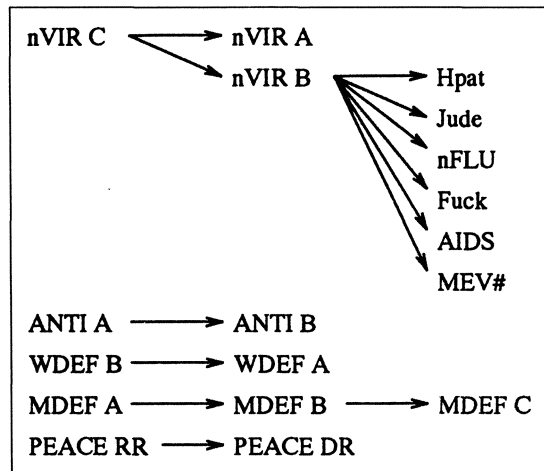 nVIR C nVIR A
nVIR B Hpat
Jude
nFLU
Fuck
AIDS
MEV#
ANTI A ANTI B
WDEF B WDEF A
MDEF A MDEF B MDEF C
PEACE RR PEACE DR